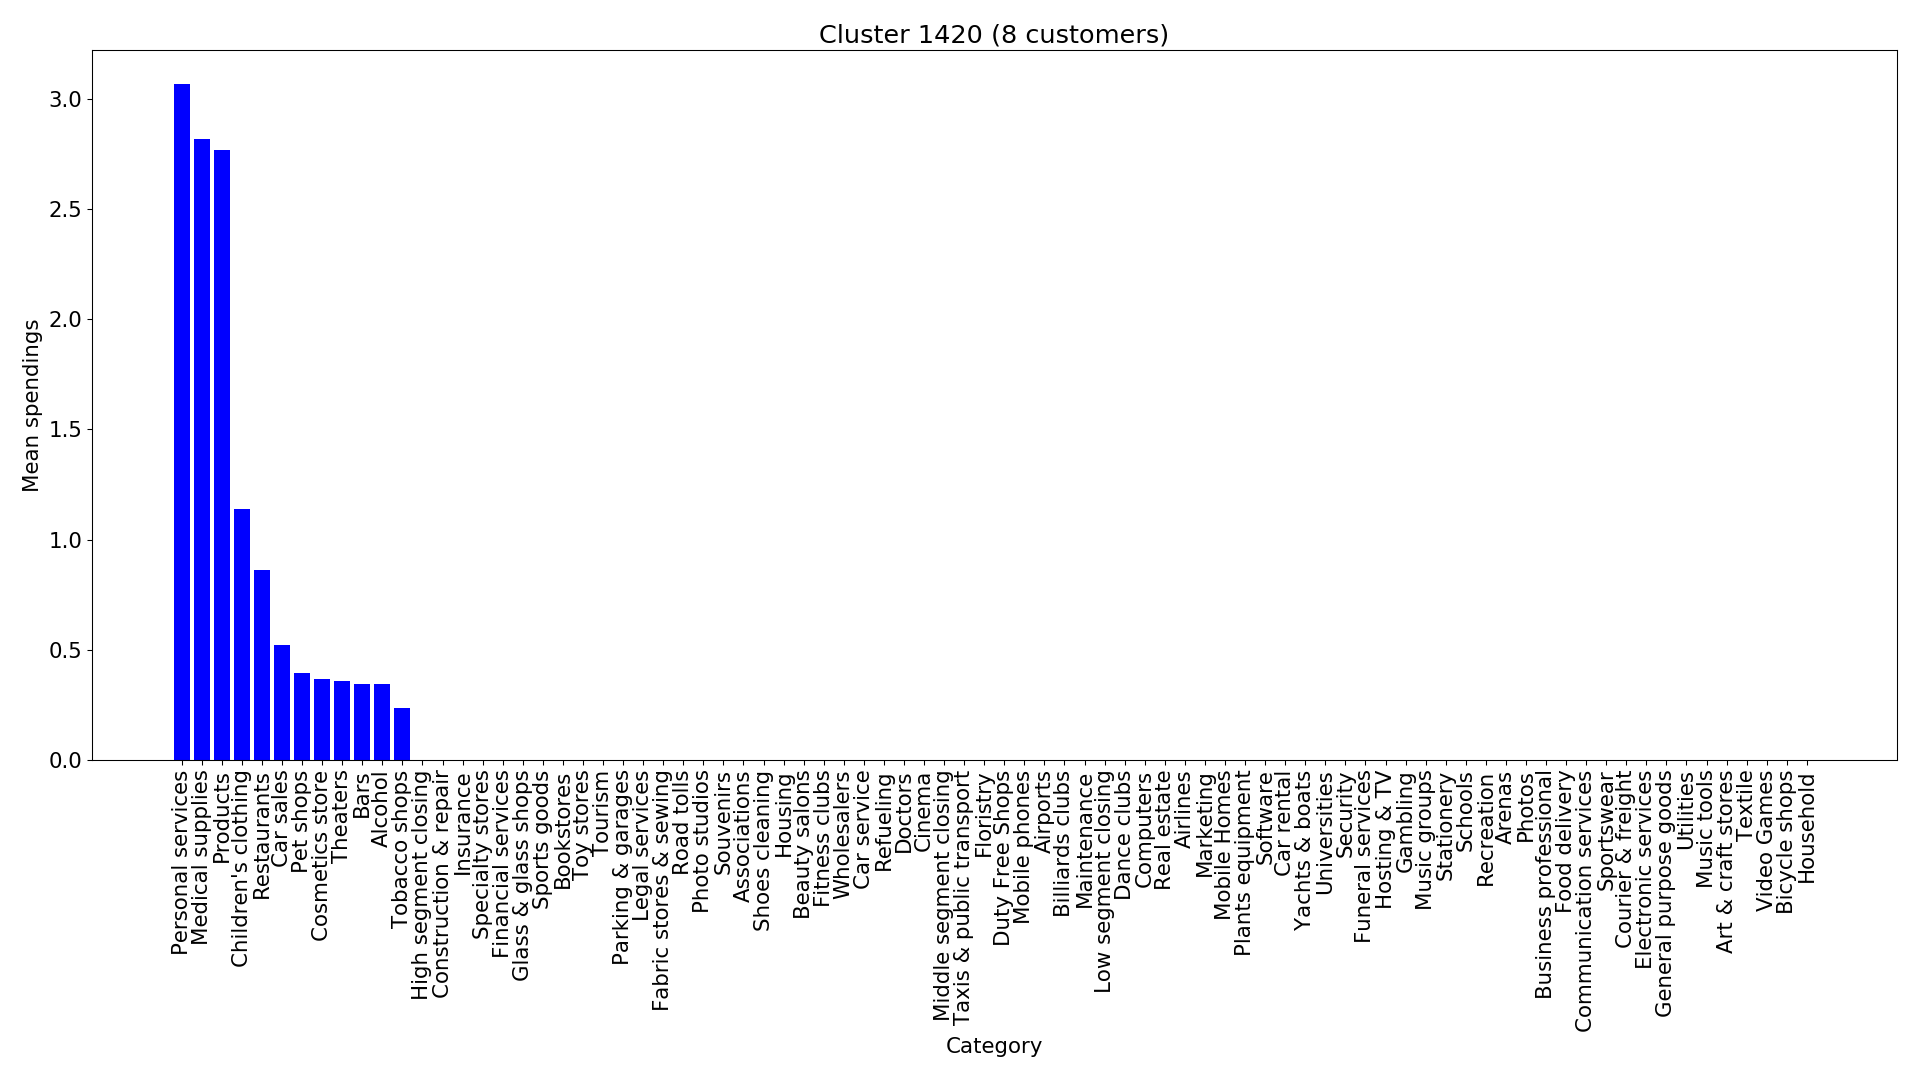 Cluster 1420 (8 customers)
Mean spendings
3.0
2.5
2.0
1.5
1.0
0.5
0.0
Personal services
Medical supplies
Products
Children's clothing
Restaurants
Car sales
Pet shops
Cosmetics store
Theaters
Bars
Alcohol
Tobacco shops
High segment closing
Construction & repair
Insurance
Specialty stores
Financial services
Glass & glass shops
Sports goods
Bookstores
Toy stores
Tourism
Parking & garages
Legal services
Fabric stores & sewing
Road tolls
Photo studios
Souvenirs
Associations
Shoes cleaning
Housing
Beauty salons
Fitness clubs
Wholesalers
Car service
Refueling
Doctors
Cinema
Middle segment closing
Taxis & public transport
Floristry
Duty Free Shops
Mobile phones
Airports
Billiards clubs
Maintenance
Low segment closing
Dance clubs
Computers
Real estate
Airlines
Marketing
Mobile Homes
Plants equipment
Software
Car rental
Yachts & boats
Universities
Security
Funeral services
Hosting & TV
Gambling
Music groups
Stationery
Schools
Recreation
Arenas
Photos
Business professional
Food delivery
Communication services
Sportswear
Courier & freight
Electronic services
General purpose goods
Utilities
Music tools
Art & craft stores
Textile
Video Games
Bicycle shops
Household
Category